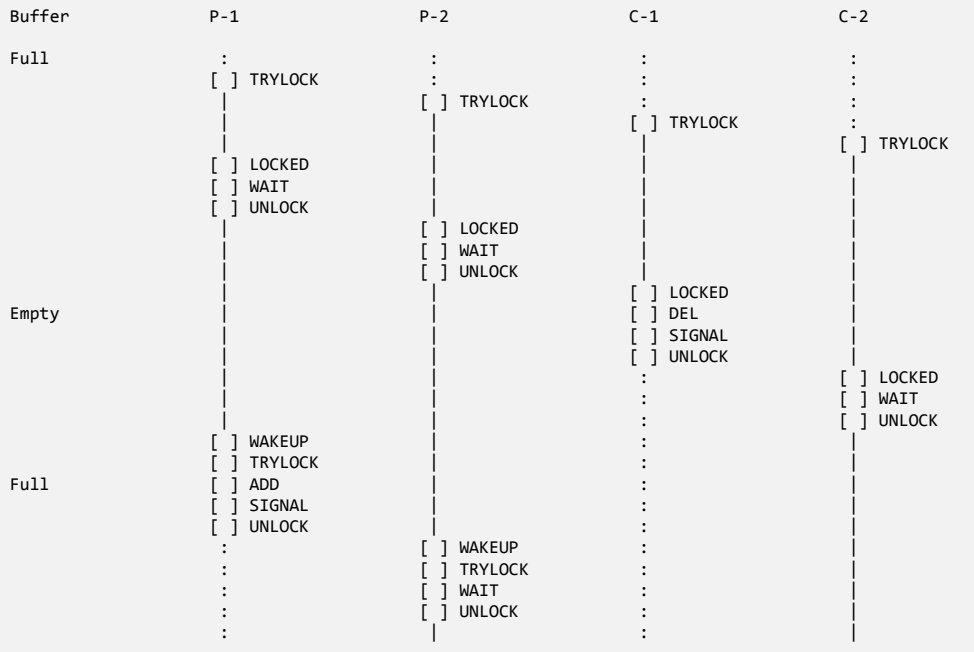 Buffer P-1 P-2 C-1 C-2
Full : : : :
[ ] TRYLOCK : : :
| [ ] TRYLOCK : :
| | [ ] TRYLOCK :
| | | [ ] TRYLOCK
[ ] LOCKED | | |
[ ] WAIT | | |
[ ] UNLOCK | | |
| [ ] LOCKED | |
| [ ] WAIT | |
| [ ] UNLOCK | |
| | [ ] LOCKED |
Empty | | [ ] DEL |
| | [ ] SIGNAL |
| | [ ] UNLOCK |
| | : [ ] LOCKED
| | : [ ] WAIT
| | : [ ] UNLOCK
[ ] WAKEUP | : |
[ ] TRYLOCK | : |
Full [ ] ADD | : |
[ ] SIGNAL | : |
[ ] UNLOCK | : |
: [ ] WAKEUP : |
: [ ] TRYLOCK : |
: [ ] WAIT : |
: [ ] UNLOCK : |
: | : |